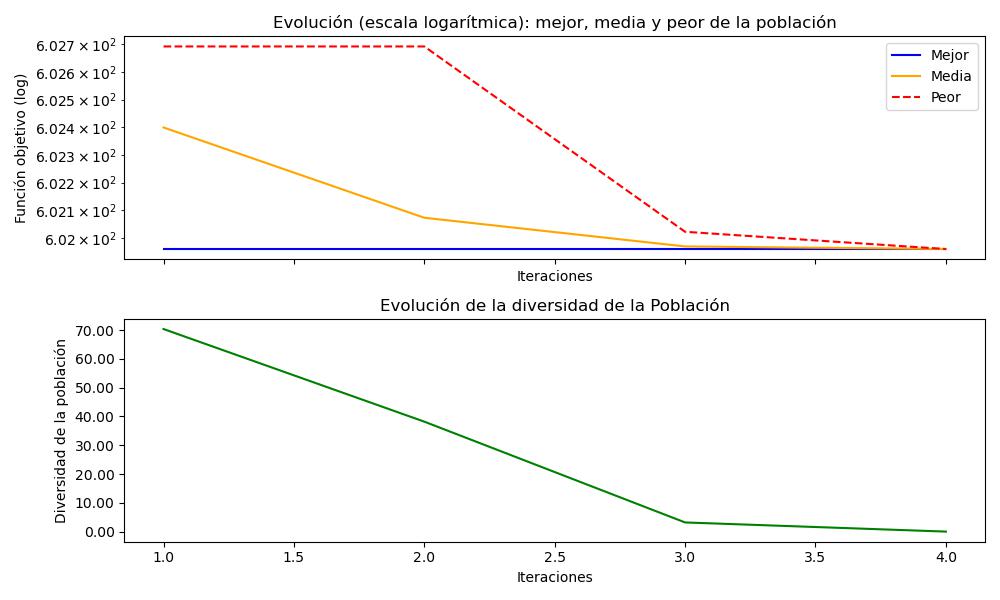 Evolución (escala logarítmica): mejor, media y peor de la población
6.027 × 10²
6.026 × 10²
6.025 × 10²
6.024 × 10²
6.023 × 10²
6.022 × 10²
6.021 × 10²
6.02 × 10²
Función objetivo (log)
Mejor
Media
Peor
Iteraciones
Evolución de la diversidad de la Población
70.00
60.00
50.00
40.00
30.00
20.00
10.00
0.00
Diversidad de la población
1.0 1.5 2.0 2.5 3.0 3.5 4.0
Iteraciones